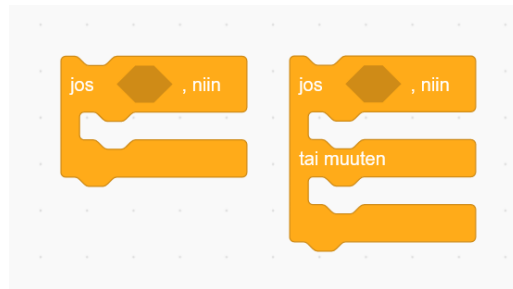 jos , niin
tai muuten
jos , niin